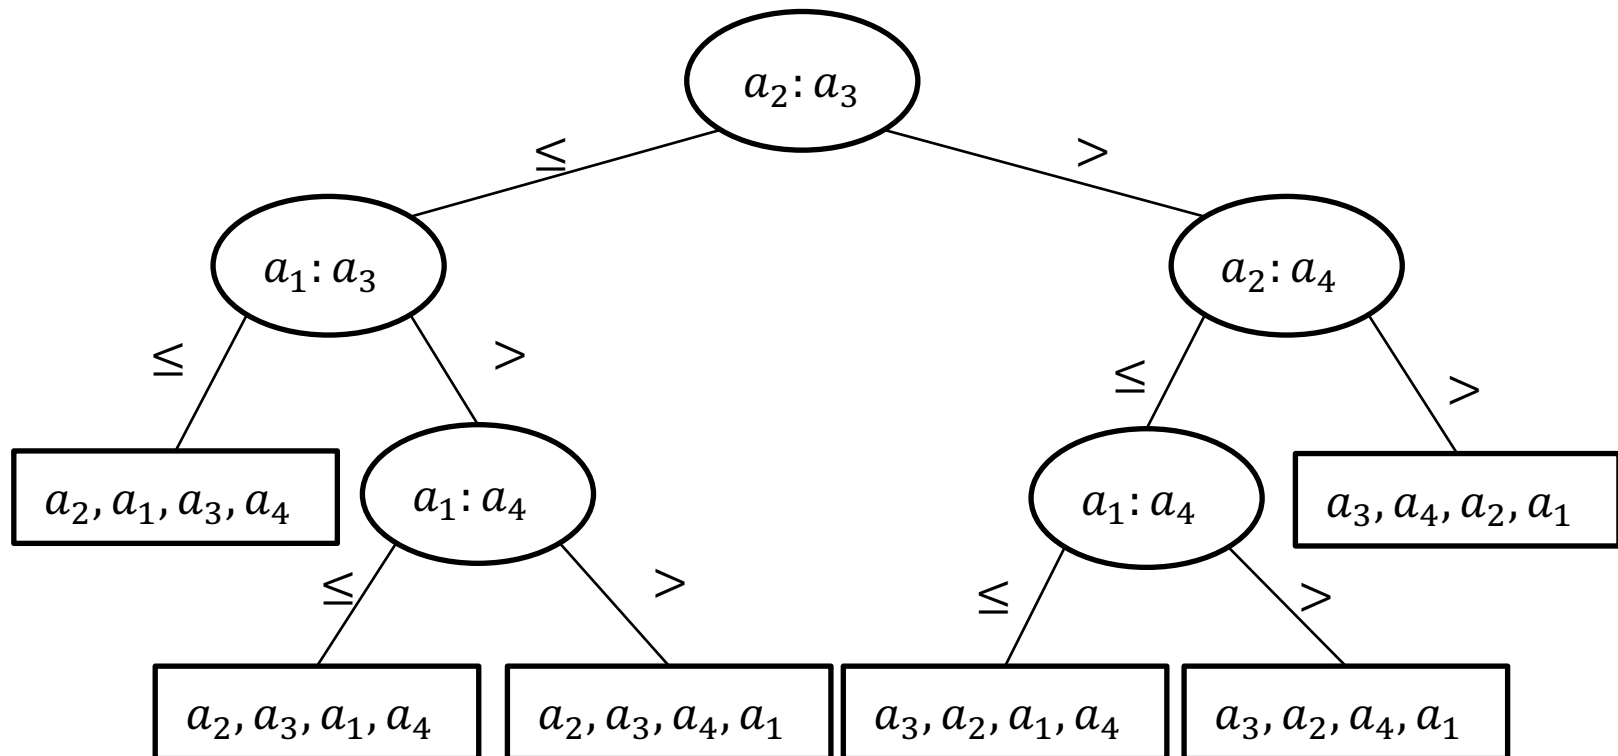 a₂: a₃
≤ >
a₁: a₃ a₂: a₄
≤ > ≤ >
a₂, a₁, a₃, a₄ a₁: a₄ a₁: a₄ a₃, a₄, a₂, a₁
≤ > ≤ >
a₂, a₃, a₁, a₄ a₂, a₃, a₄, a₁ a₃, a₂, a₁, a₄ a₃, a₂, a₄, a₁